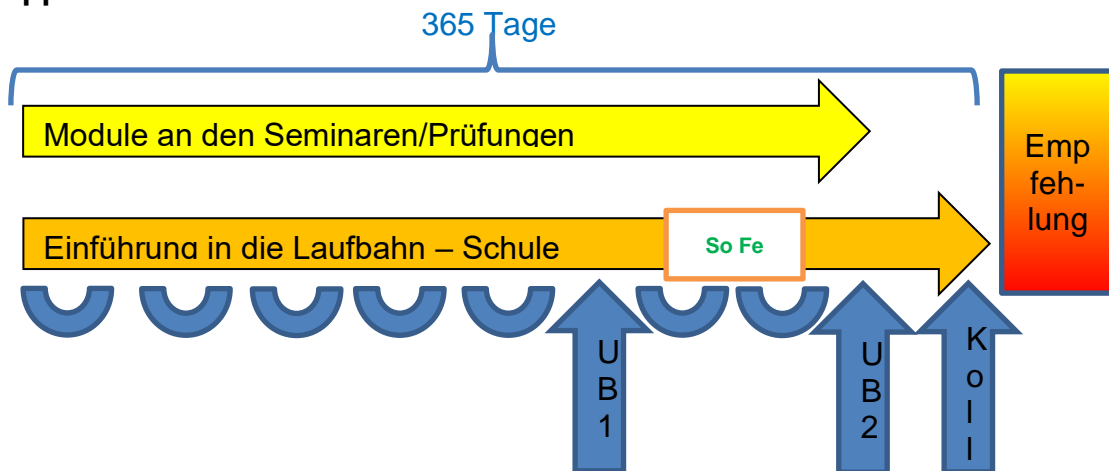 365 Tage
Module an den Seminaren/Prüfungen
Emp
feh-
lung
Einführung in die Laufbahn – Schule
So Fe
U
B
1
U
B
2
K
o
l
l